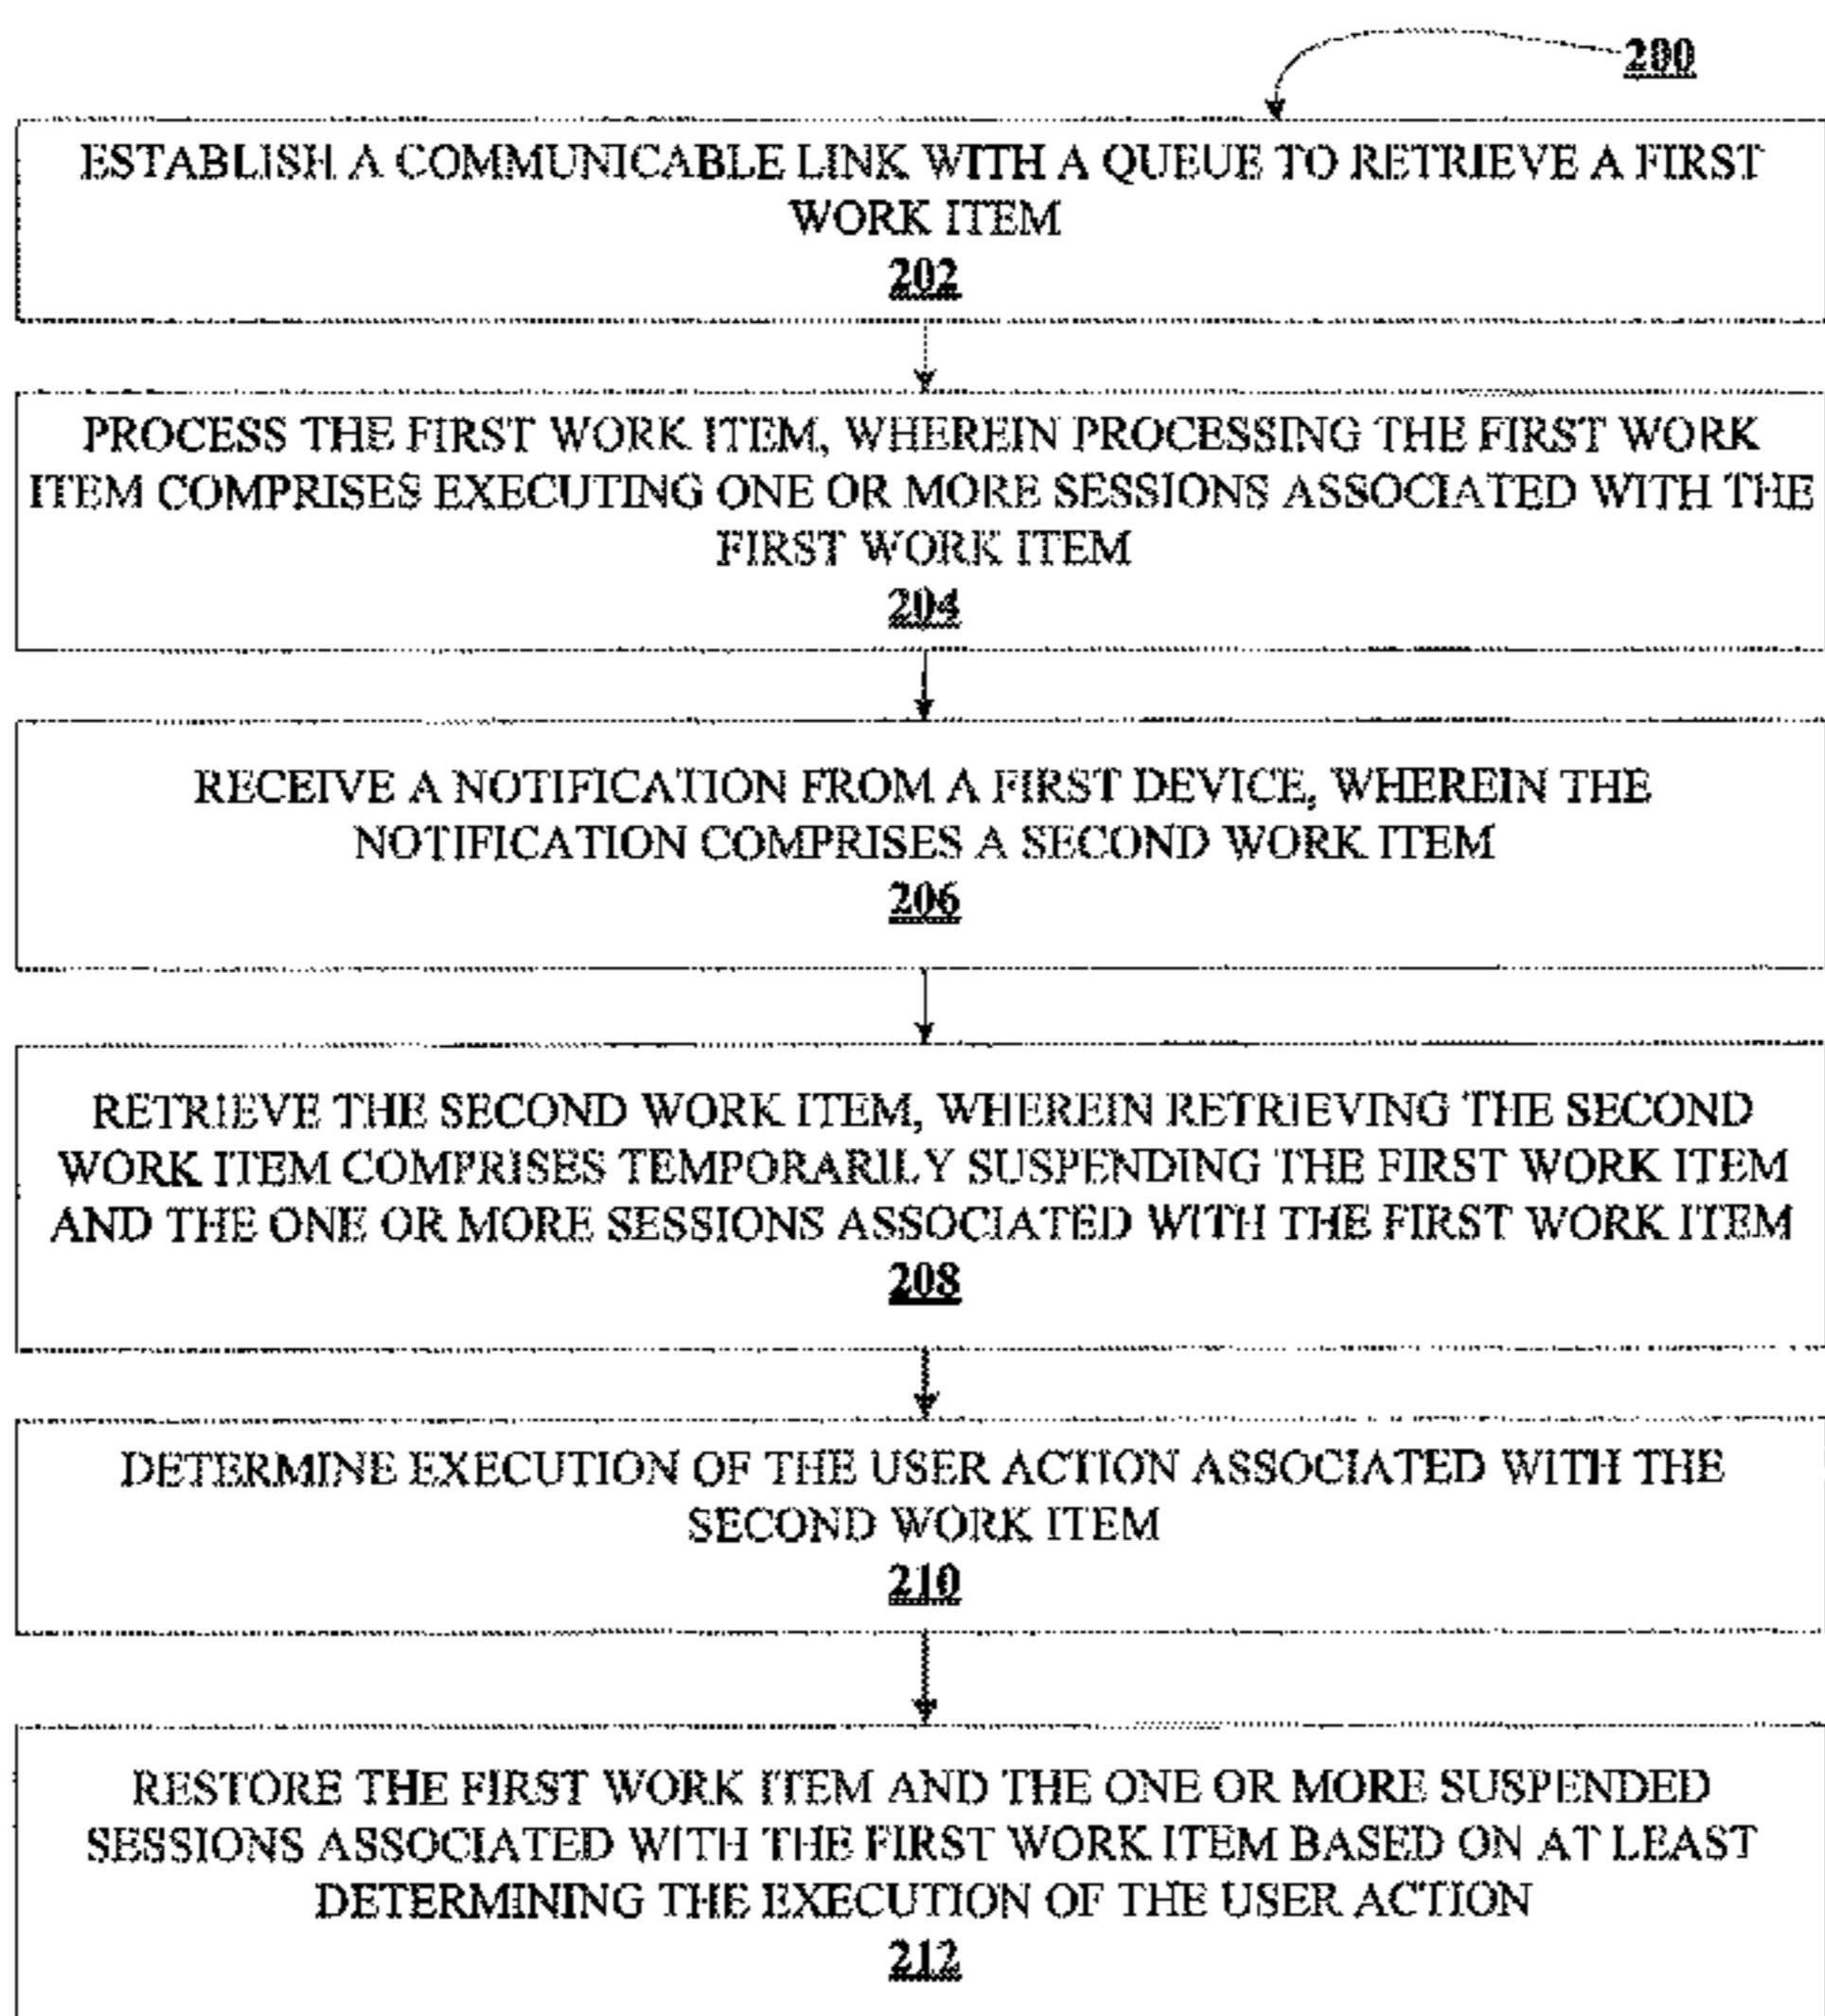 200
ESTABLISH A COMMUNICABLE LINK WITH A QUEUE TO RETRIEVE A FIRST
WORK ITEM
202
PROCESS THE FIRST WORK ITEM, WHEREIN PROCESSING THE FIRST WORK
ITEM COMPRISES EXECUTING ONE OR MORE SESSIONS ASSOCIATED WITH THE
FIRST WORK ITEM
204
RECEIVE A NOTIFICATION FROM A FIRST DEVICE, WHEREIN THE
NOTIFICATION COMPRISES A SECOND WORK ITEM
206
RETRIEVE THE SECOND WORK ITEM, WHEREIN RETRIEVING THE SECOND
WORK ITEM COMPRISES TEMPORARILY SUSPENDING THE FIRST WORK ITEM
AND THE ONE OR MORE SESSIONS ASSOCIATED WITH THE FIRST WORK ITEM
208
DETERMINE EXECUTION OF THE USER ACTION ASSOCIATED WITH THE
SECOND WORK ITEM
210
RESTORE THE FIRST WORK ITEM AND THE ONE OR MORE SUSPENDED
SESSIONS ASSOCIATED WITH THE FIRST WORK ITEM BASED ON AT LEAST
DETERMINING THE EXECUTION OF THE USER ACTION
212